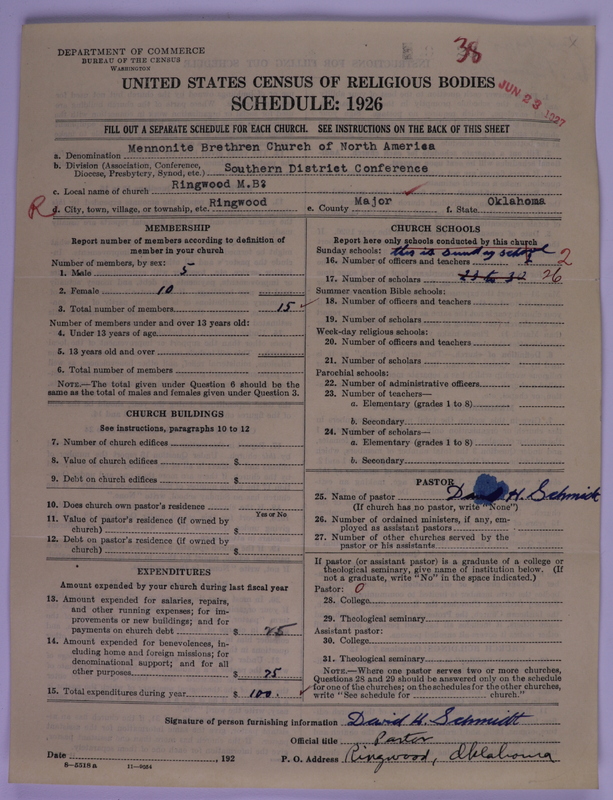 DEPARTMENT OF COMMERCE
BUREAU OF THE CENSUS
WASHINGTON
38
JUN 23 1927
UNITED STATES CENSUS OF RELIGIOUS BODIES
SCHEDULE: 1926
FILL OUT A SEPARATE SCHEDULE FOR EACH CHURCH. SEE INSTRUCTIONS ON THE BACK OF THIS SHEET
a. Denomination Mennonite Brethren Church of North America
b. Division (Association, Conference, Diocese, Presbytery, Synod, etc.) Southern District Conference
c. Local name of church Ringwood M.B?
R d. City, town, village, or township, etc. Ringwood e. County Major f. State Oklahoma
MEMBERSHIP
Report number of members according to definition of
member in your church
Number of members, by sex:
1. Male 5
2. Female 10
3. Total number of members 15
Number of members under and over 13 years old:
4. Under 13 years of age
5. 13 years old and over
6. Total number of members
NOTE.—The total given under Question 6 should be
same as the total of males and females given under Question 3.
CHURCH BUILDINGS
See instructions, paragraphs 10 to 12
7. Number of church edifices
8. Value of church edifices $
9. Debt on church edifices $
10. Does church own pastor's residence
Yes or No
11. Value of pastor's residence (if owned by
church) $
12. Debt on pastor's residence (if owned by
church) $
EXPENDITURES
Amount expended by your church during last fiscal year
13. Amount expended for salaries, repairs,
and other running expenses; for im-
provements or new buildings; and for
payments on church debt $ 25
14. Amount expended for benevolences, in-
cluding home and foreign missions; for
denominational support; and for all
other purposes $ 75
15. Total expenditures during year $ 100.
CHURCH SCHOOLS
Report here only schools conducted by this church
Sunday schools: this is sunday school
16. Number of officers and teachers 2
17. Number of scholars 26
Summer vacation Bible schools:
18. Number of officers and teachers
19. Number of scholars
Week-day religious schools:
20. Number of officers and teachers
21. Number of scholars
Parochial schools:
22. Number of administrative officers
23. Number of teachers—
a. Elementary (grades 1 to 8)
b. Secondary
24. Number of scholars—
a. Elementary (grades 1 to 8)
b. Secondary
PASTOR
25. Name of pastor David H. Schmidt
(If church has no pastor, write "None")
26. Number of ordained ministers, if any, em-
ployed as assistant pastors
27. Number of other churches served by the
pastor or his assistants
If pastor (or assistant pastor) is a graduate of a college or
theological seminary, give name of institution below. (If
not a graduate, write "No" in the space indicated.)
Pastor: 0
28. College
29. Theological seminary
Assistant pastor:
30. College
31. Theological seminary
NOTE.—Where one pastor serves two or more churches,
Questions 28 and 29 should be answered only on the schedule
for one of the churches; on the schedules for the other churches,
write "See schedule for church."
Signature of person furnishing information David H. Schmidt
Official title Pastor
Date , 192 P. O. Address Ringwood, Oklahoma
8—5318a 11—9554